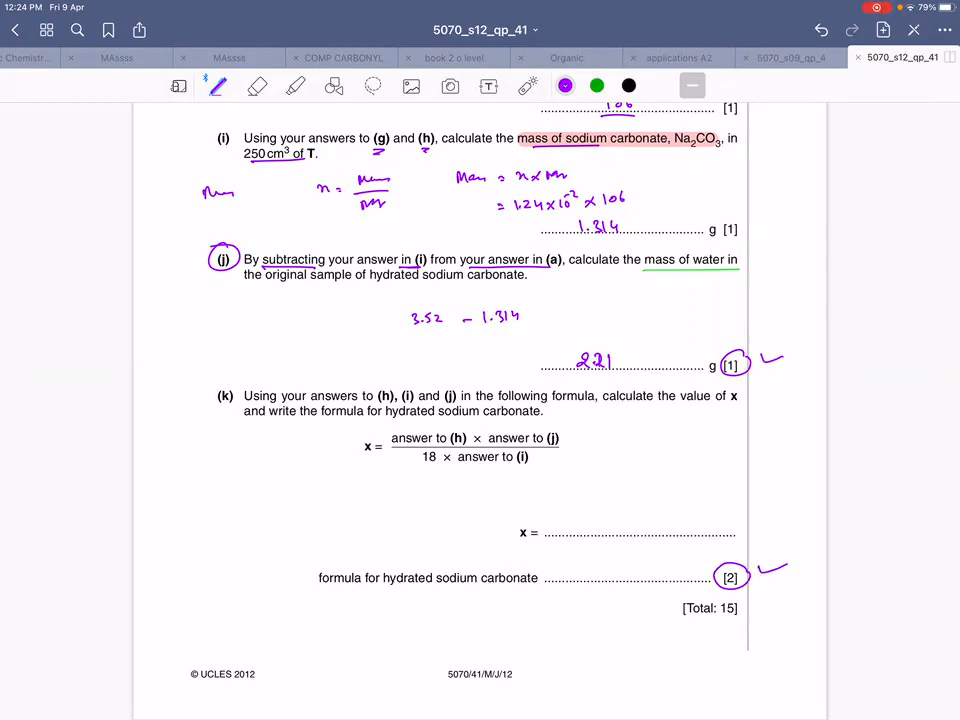 12:24 PM Fri 9 Apr 79%
5070_s12_qp_41
c Chemistr... MAssss MAssss COMP CARBONYL book 2 o level Organic. applications A2 5070_s09_qp_4 5070_s12_qp_41
106 [1]
(i) Using your answers to (g) and (h), calculate the mass of sodium carbonate, Na₂CO₃, in
250 cm³ of T.
Mass n = Mass / Mr Mass = n × Mr
= 1.24 × 10⁻² × 106
1.314 g [1]
(j) By subtracting your answer in (i) from your answer in (a), calculate the mass of water in
the original sample of hydrated sodium carbonate.
3.52 – 1.314
2.21 g [1]
(k) Using your answers to (h), (i) and (j) in the following formula, calculate the value of x
and write the formula for hydrated sodium carbonate.
x = answer to (h) × answer to (j) / 18 × answer to (i)
x = ......................................................
formula for hydrated sodium carbonate ...................................................... [2]
[Total: 15]
© UCLES 2012 5070/41/M/J/12